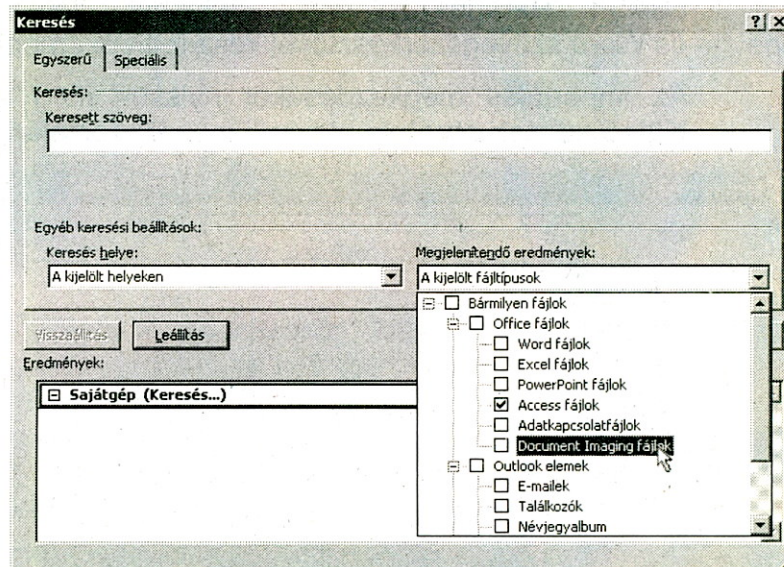 Keresés
Egyszerű Speciális
Keresés:
Keresett szöveg:
Egyéb keresési beállítások:
Keresés helye: Megjelenítendő eredmények:
A kijelölt helyeken A kijelölt fájltípusok
Bármilyen fájlok
Office fájlok
Visszaállítás Leállítás
Word fájlok
Excel fájlok
Eredmények:
PowerPoint fájlok
Sajátgép (Keresés...)
Access fájlok
Adatkapcsolatfájlok
Document Imaging fájlok
Outlook elemek
E-mailek
Találkozók
Névjegyalbum